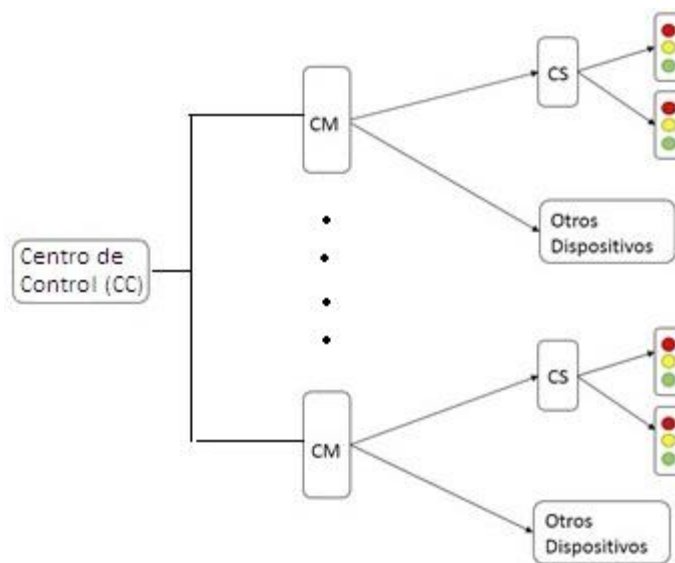 CS
CM
Otros
Dispositivos
Centro de
Control (CC)
CS
CM
Otros
Dispositivos